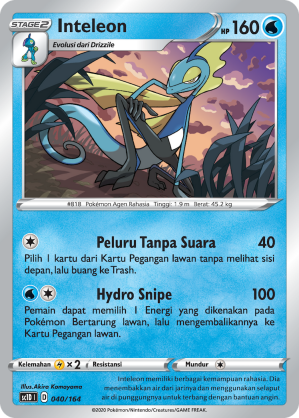 STAGE2 Inteleon HP 160
Evolusi dari Drizzile
#818 Pokémon Agen Rahasia Tinggi: 1.9 m Berat: 45.2 kg
Peluru Tanpa Suara 40
Pilih 1 kartu dari Kartu Pegangan lawan tanpa melihat sisi
depan, lalu buang ke Trash.
Hydro Snipe 100
Pemain dapat memilih 1 Energi yang dikenakan pada
Pokémon Bertarung lawan, lalu mengembalikannya ke
Kartu Pegangan lawan.
Kelemahan ×2 Resistansi Mundur
Illus. Akira Komayama
sc1D I D 040/164
Inteleon memiliki berbagai kemampuan rahasia. Dia
menembakkan air dari jarinya dan menggunakan selaput
air di punggungnya untuk terbang dengan bantuan angin.
©2020 Pokémon/Nintendo/Creatures/GAME FREAK.